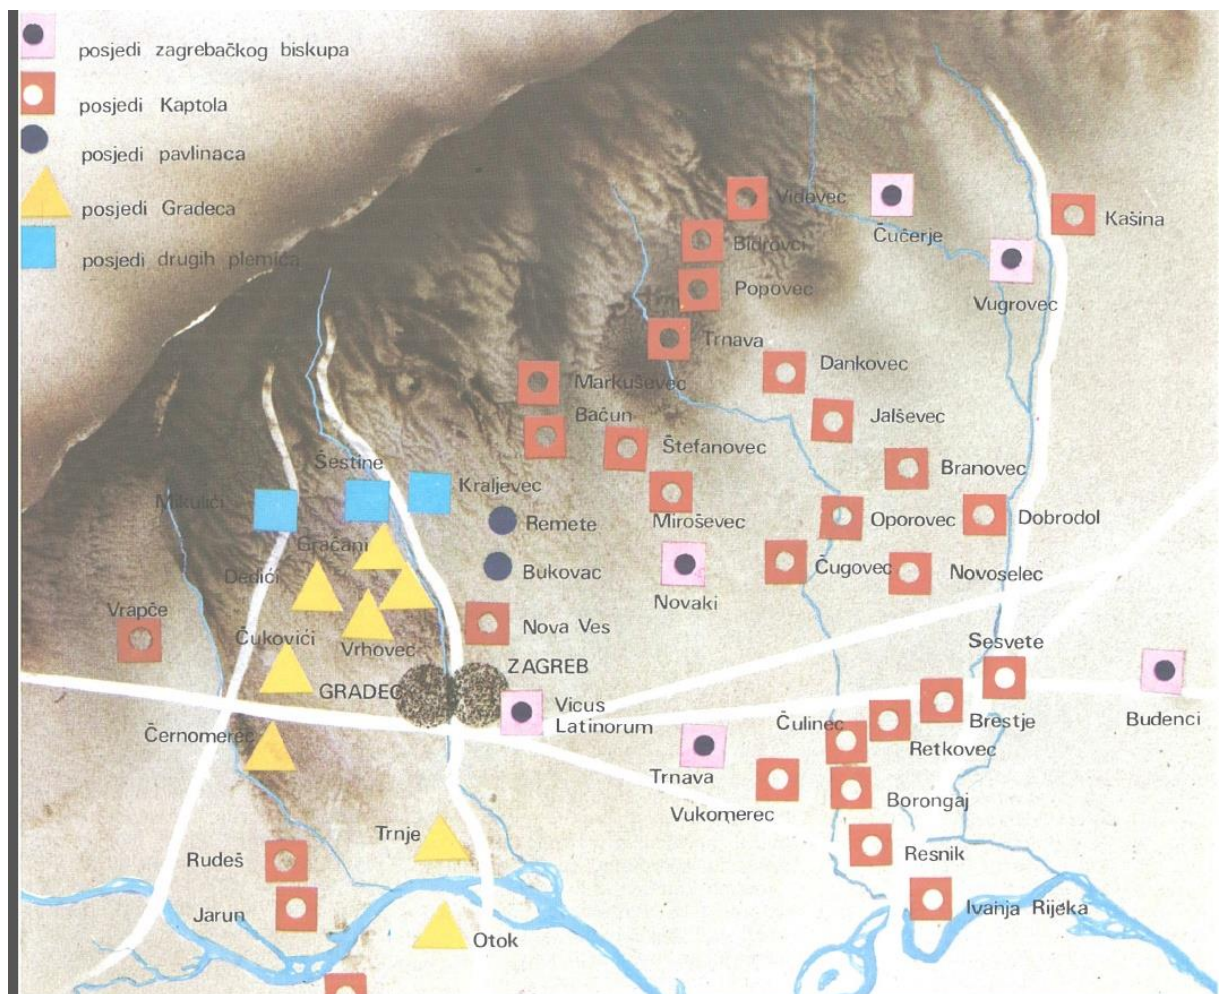 posjedi zagrebačkog biskupa
posjedi Kaptola
posjedi pavlinaca
posjedi Gradeca
posjedi drugih plemića
Vidovec
Čučerje
Kašina
Bidrovci
Vugrovec
Popovec
Trnava
Dankovec
Markuševec
Jalševec
Bačun
Štefanovec
Branovec
Šestine
Kraljevec
Mikulići
Miroševec
Oporovec
Dobrodol
Remete
Gračani
Dedići
Bukovac
Čugovec
Novoselec
Novaki
Vrapče
Čukovići
Vrhovec
Nova Ves
Sesvete
ZAGREB
GRADEC
Vicus
Latinorum
Brestje
Budenci
Čulinec
Retkovec
Černomerec
Trnava
Vukomerec
Borongaj
Trnje
Rudeš
Resnik
Jarun
Ivanja Rijeka
Otok